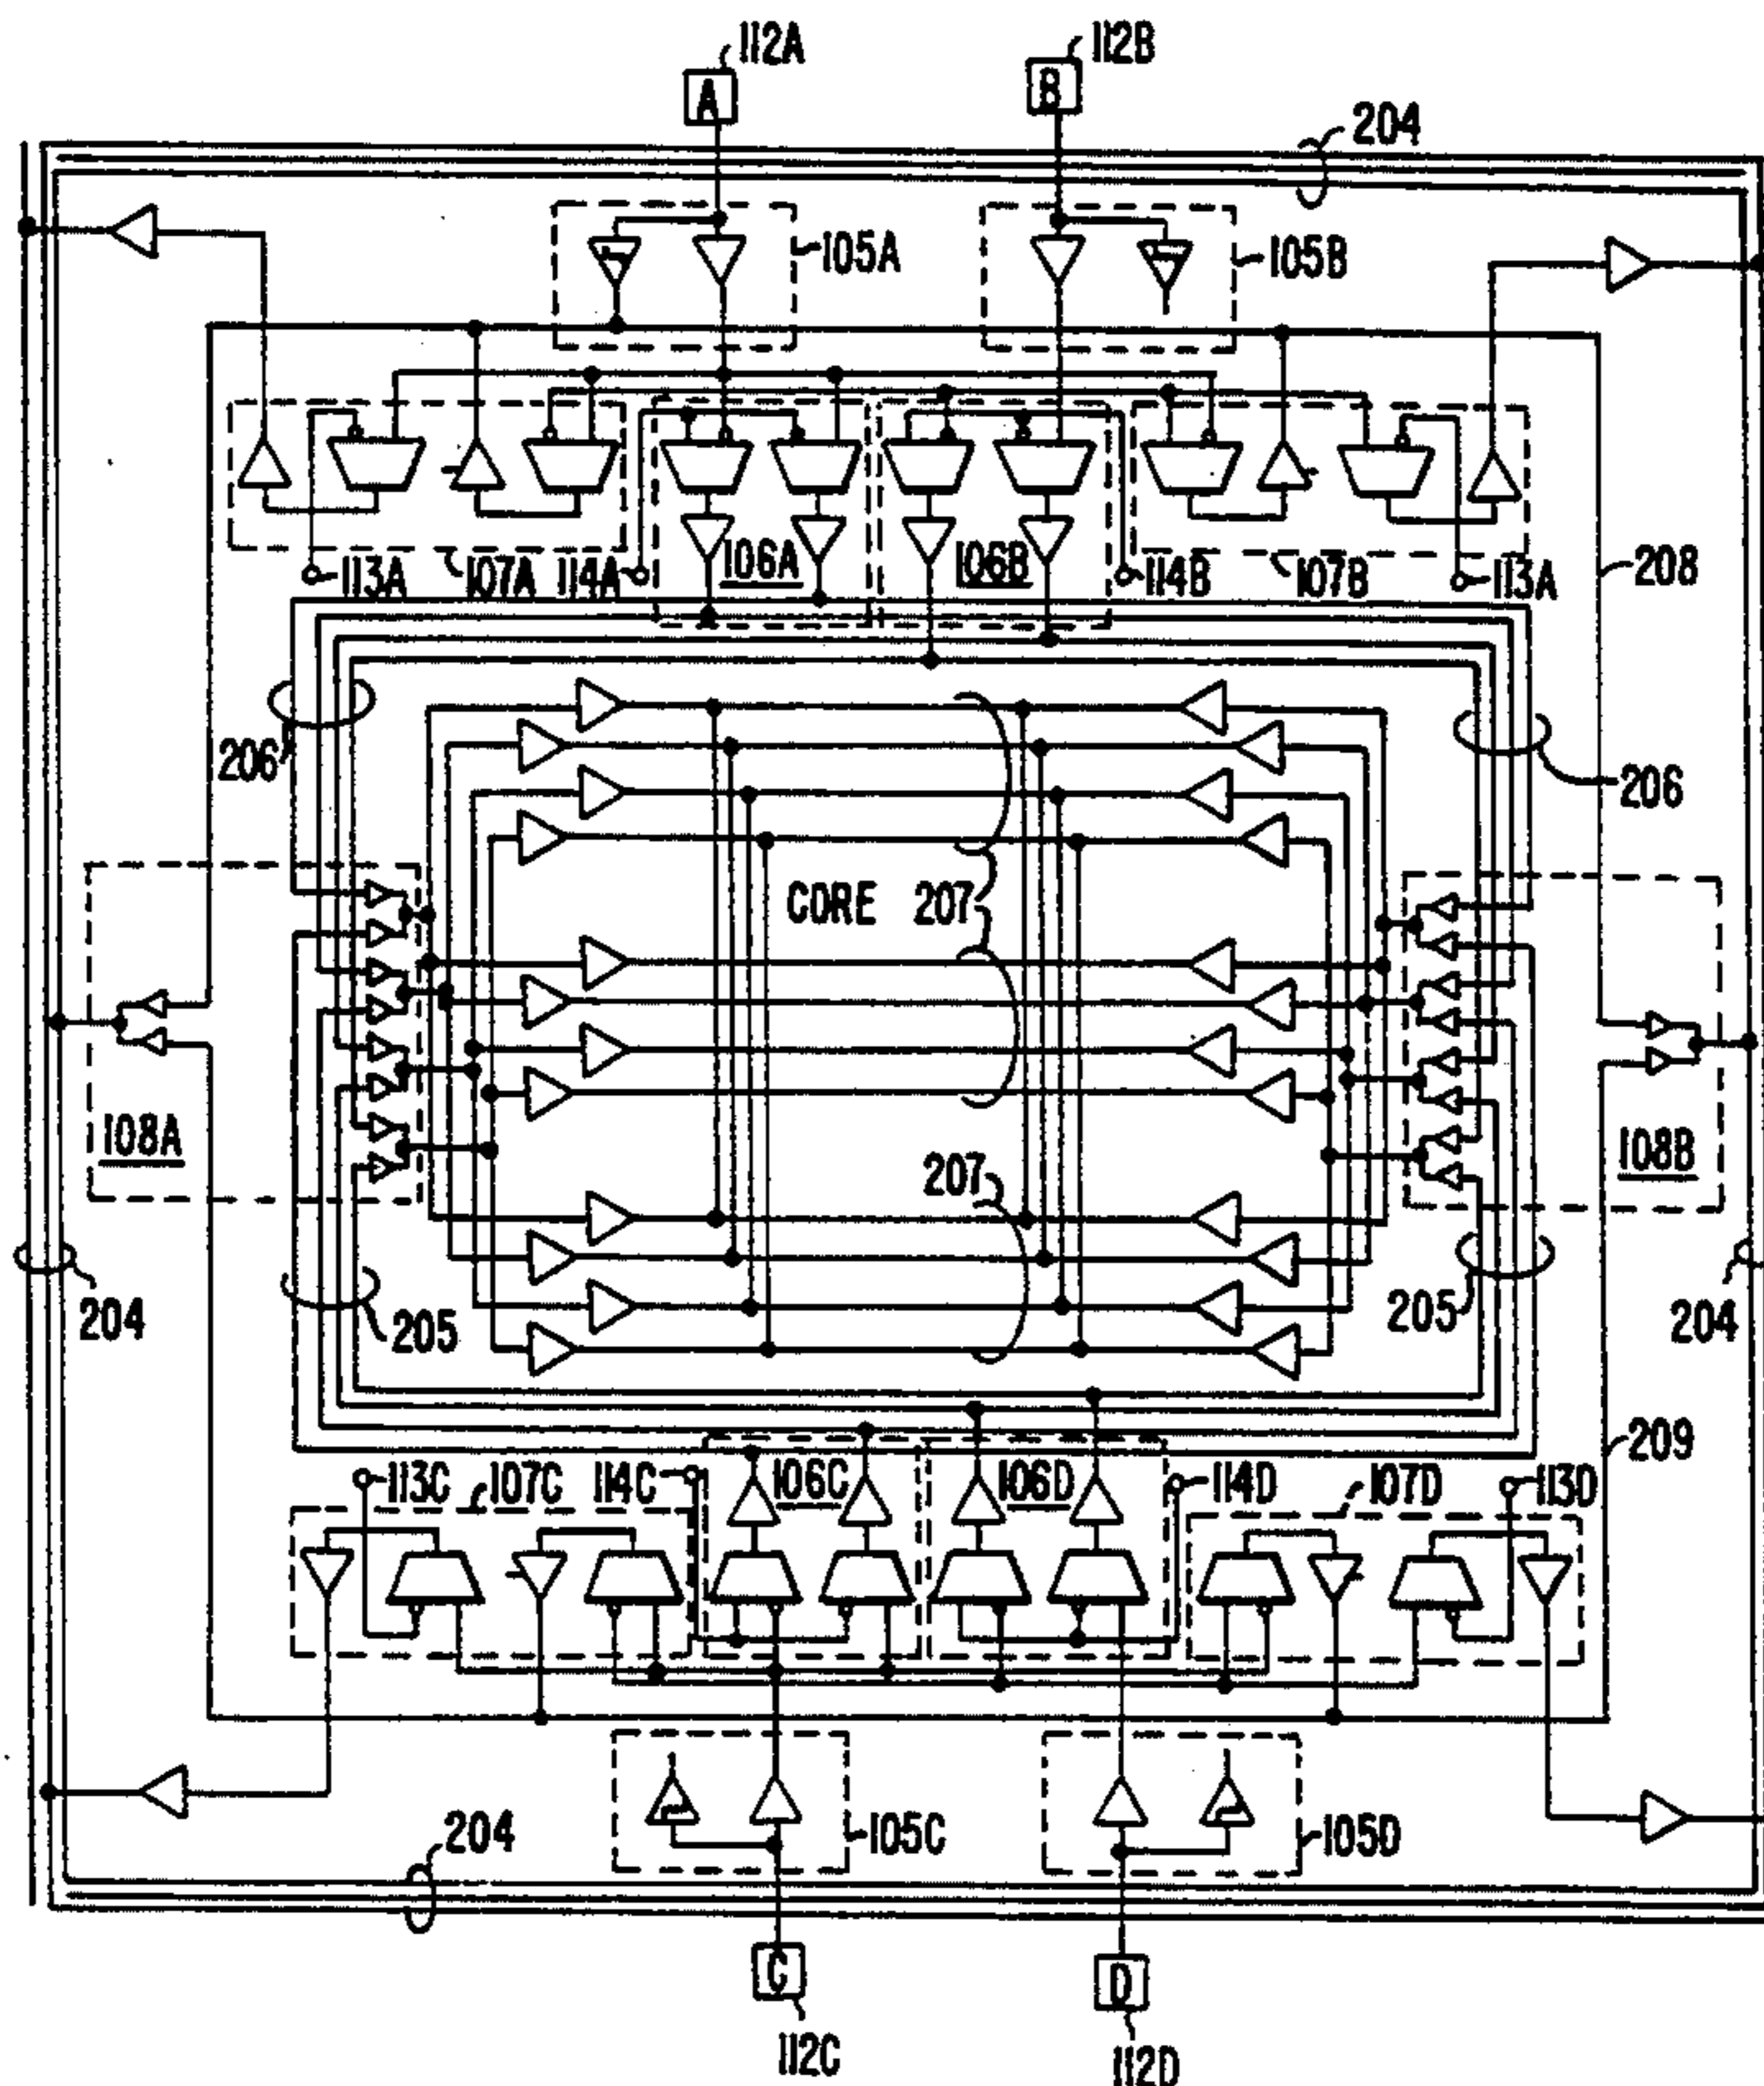 112A 112B
A B
204
105A 105B
106A 106B
113A 107A 114A 114B 107B 113A
208
206 206
CORE 207
108A 108B
207
204 205 205 204
209
113C 107C 114C 106C 106D 114D 107D 113D
204 105C 105D
C D
112C 112D